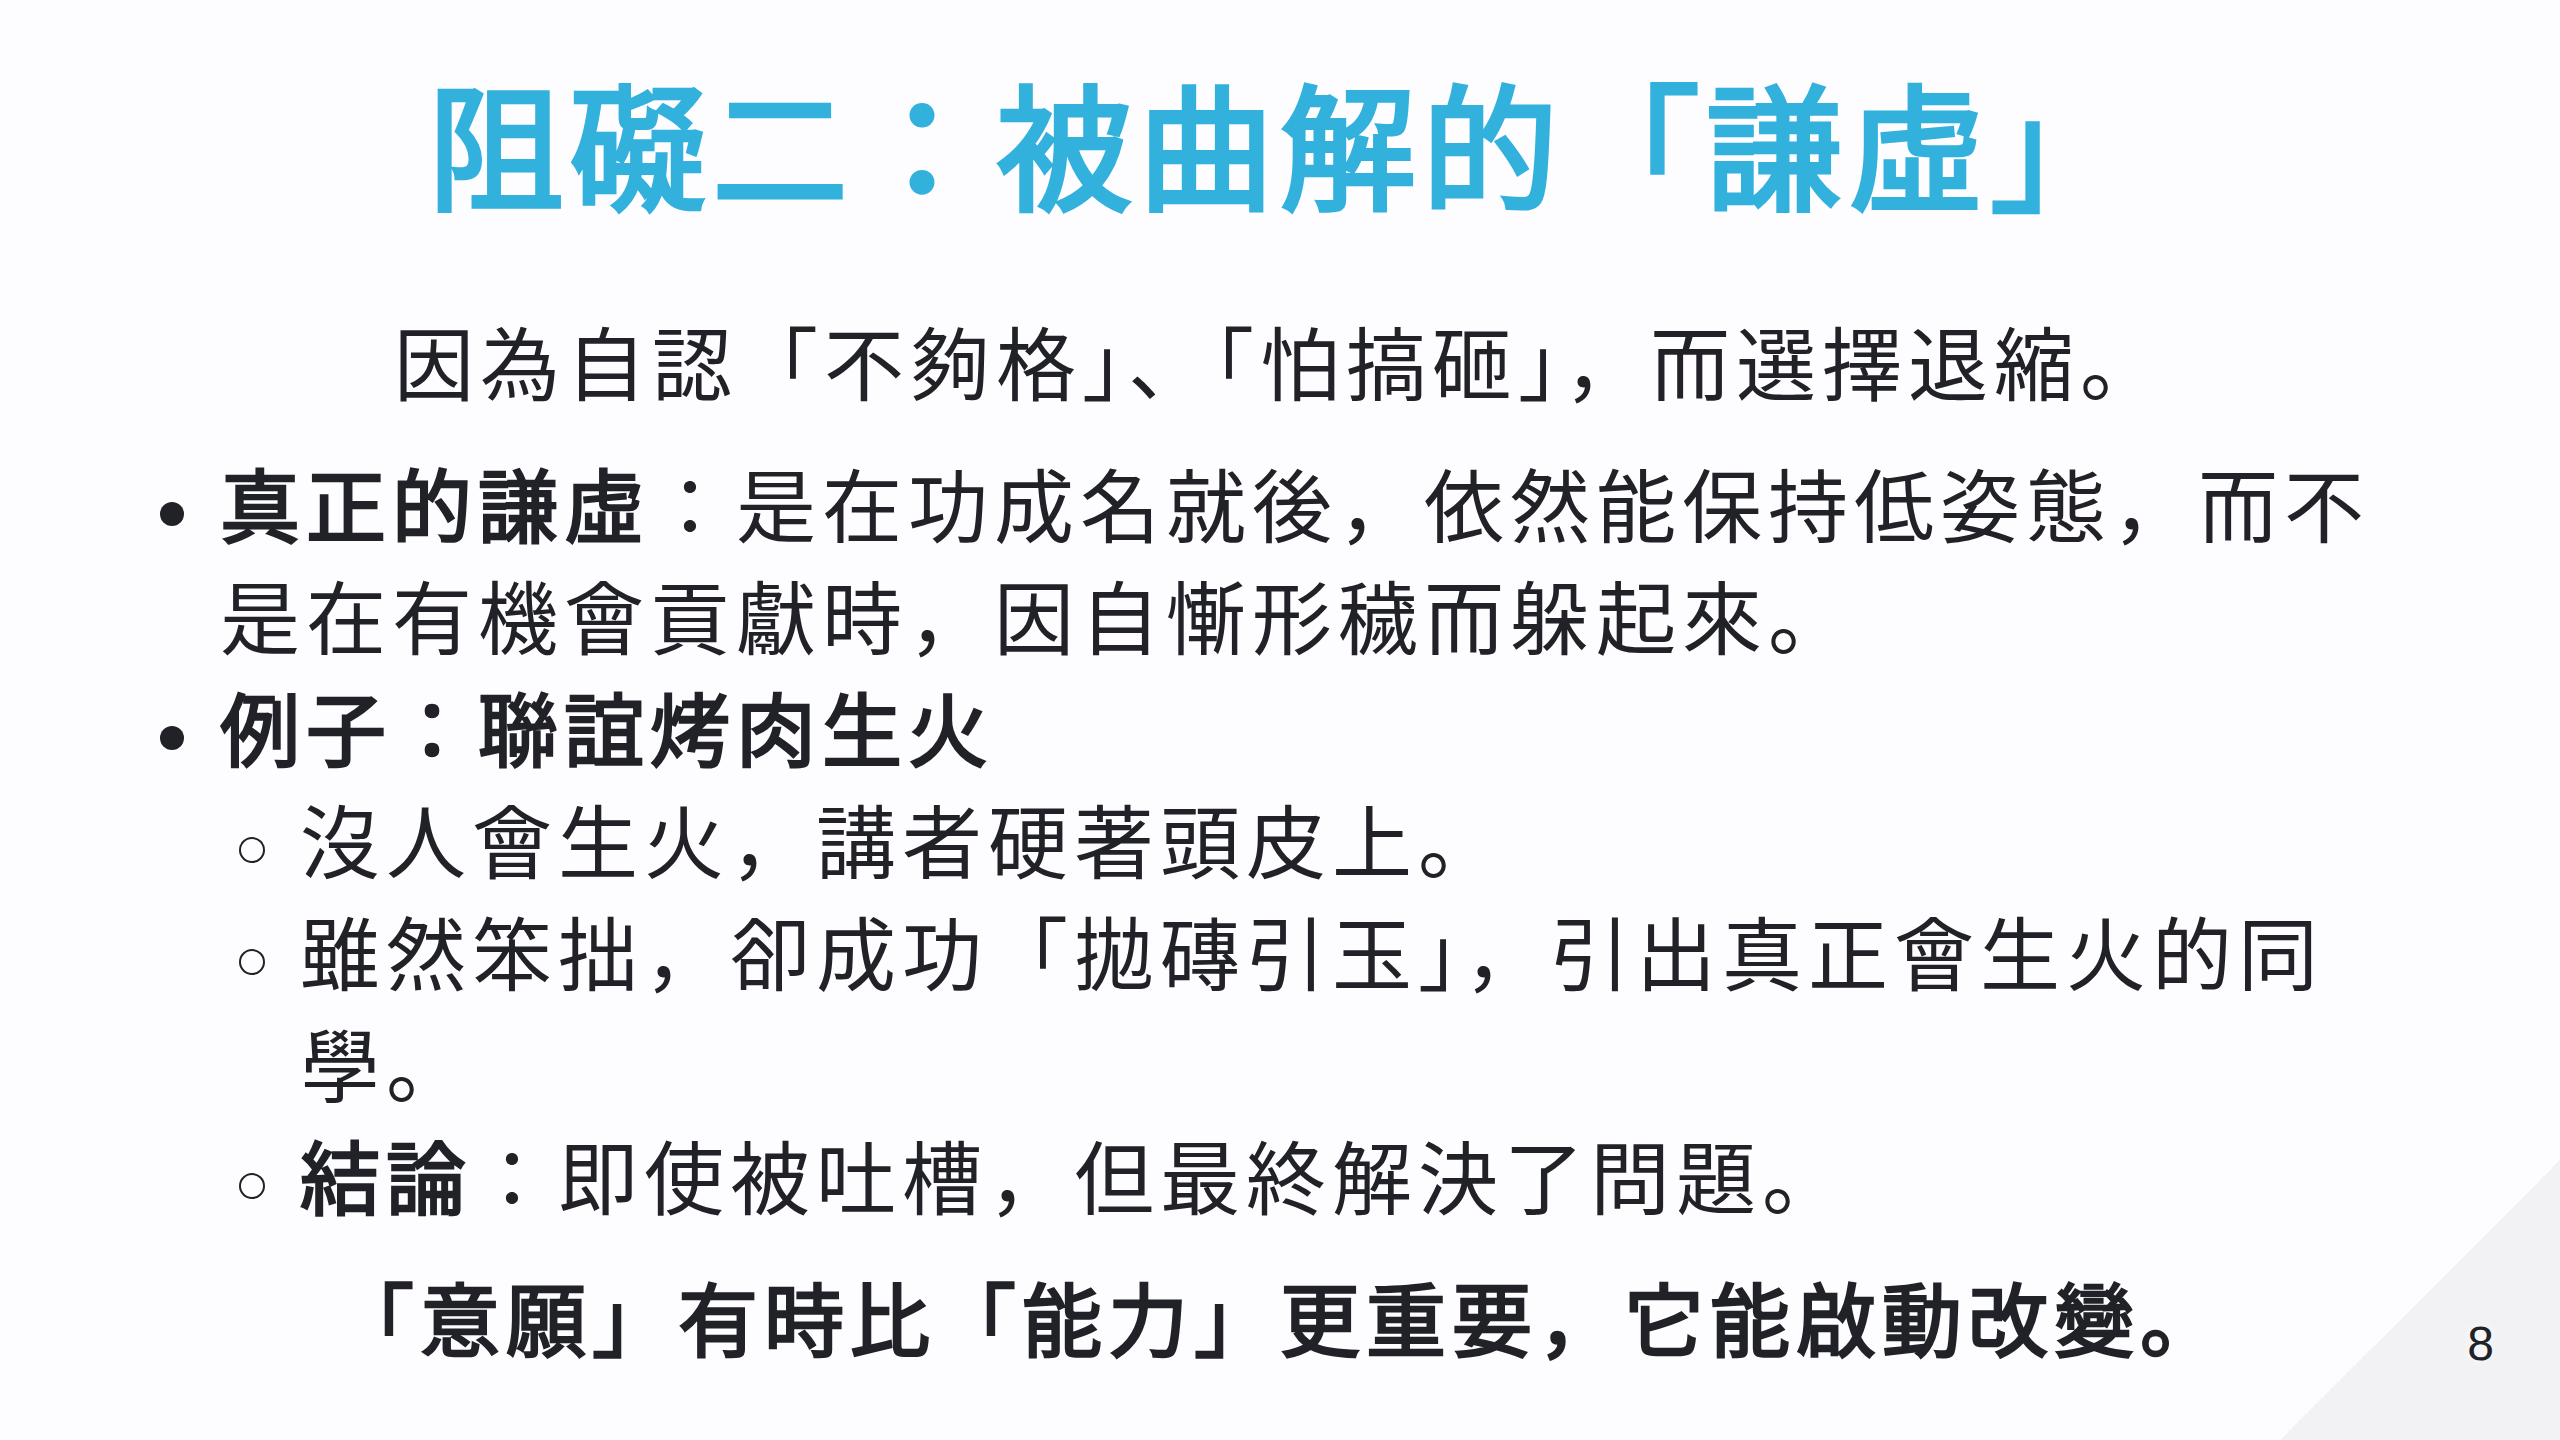 阻礙二：被曲解的「謙虛」
因為自認「不夠格」、「怕搞砸」，而選擇退縮。
• 真正的謙虛：是在功成名就後，依然能保持低姿態，而不
是在有機會貢獻時，因自慚形穢而躲起來。
• 例子：聯誼烤肉生火
○ 沒人會生火，講者硬著頭皮上。
○ 雖然笨拙，卻成功「拋磚引玉」，引出真正會生火的同
學。
○ 結論：即使被吐槽，但最終解決了問題。
「意願」有時比「能力」更重要，它能啟動改變。
8